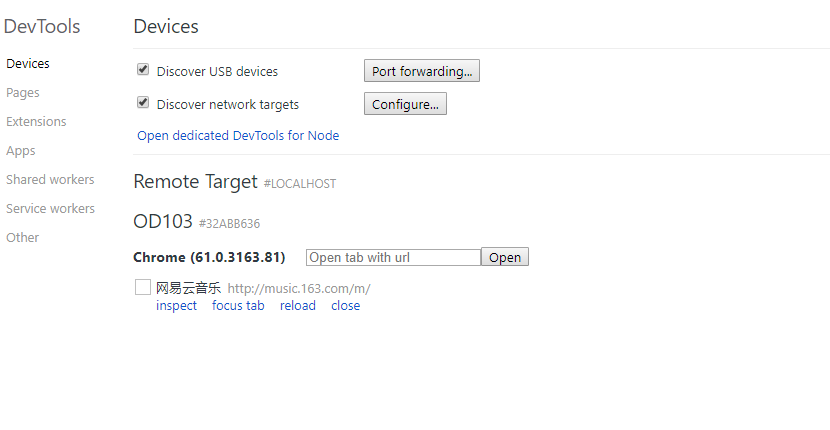 DevTools
Devices
Pages
Extensions
Apps
Shared workers
Service workers
Other
Devices
Discover USB devices Port forwarding...
Discover network targets Configure...
Open dedicated DevTools for Node
Remote Target #LOCALHOST
OD103 #32ABB636
Chrome (61.0.3163.81) Open tab with url Open
网易云音乐 http://music.163.com/m/
inspect focus tab reload close